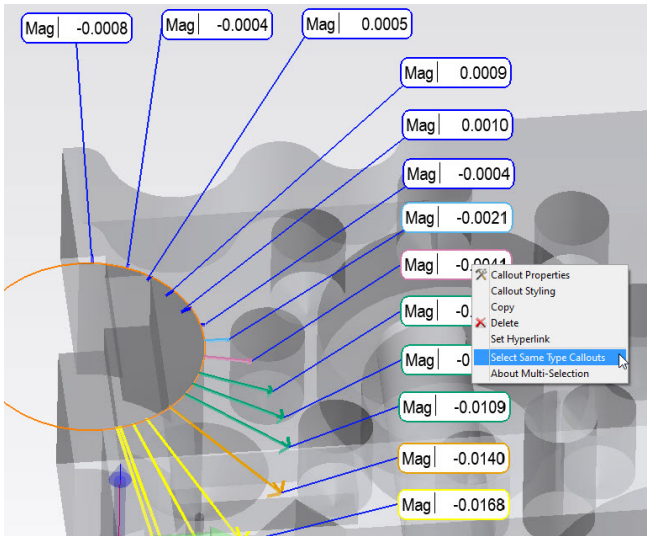 Mag -0.0008
Mag -0.0004
Mag 0.0005
Mag 0.0009
Mag 0.0010
Mag -0.0004
Mag -0.0021
Mag -0.0041
Callout Properties
Callout Styling
Copy
Delete
Set Hyperlink
Select Same Type Callouts
About Multi-Selection
Mag
Mag
Mag -0.0109
Mag -0.0140
Mag -0.0168